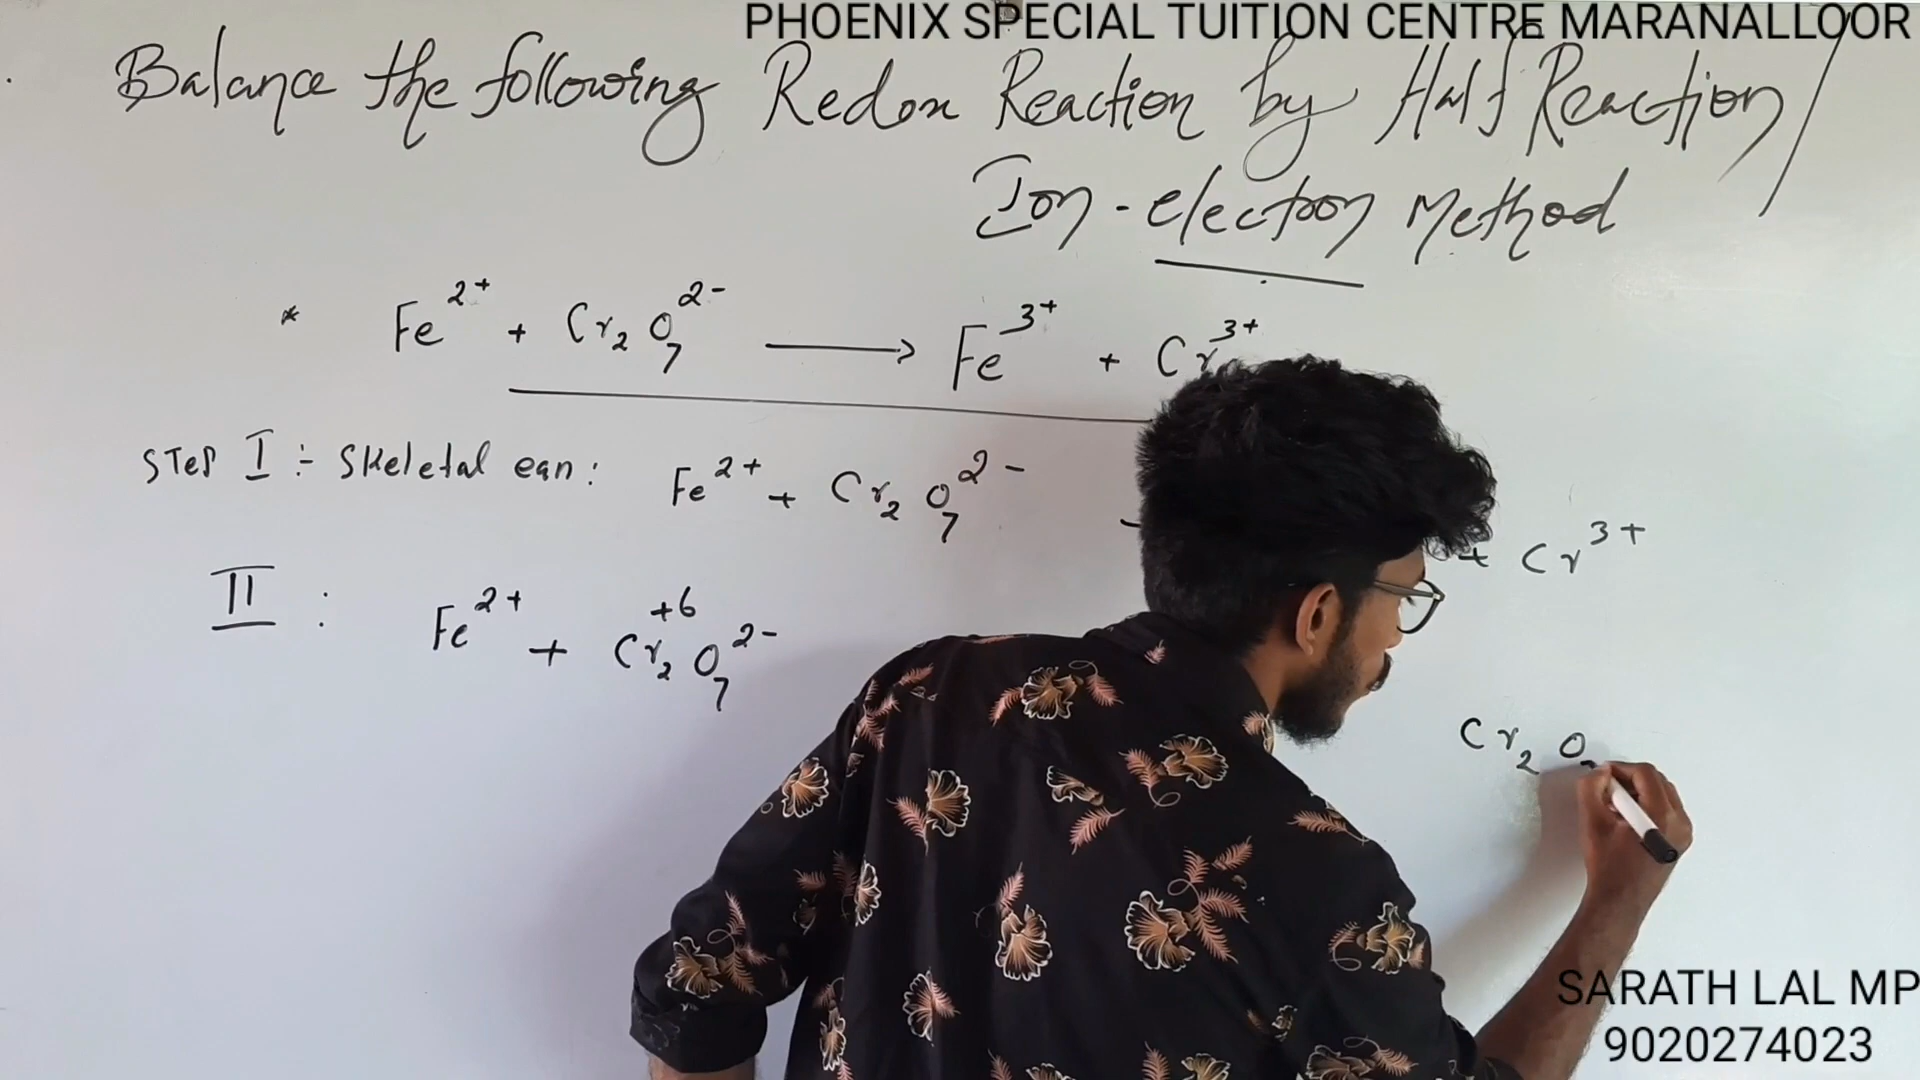 PHOENIX SPECIAL TUITION CENTRE MARANALLOOR
Balance the following Redox Reaction by Half Reaction /
Ion-electron Method
* Fe²⁺ + Cr₂O₇²⁻ ⟶ Fe³⁺ + Cr³⁺
STEP I :- Skeletal eqn: Fe²⁺ + Cr₂O₇²⁻ + Cr³⁺
II : Fe²⁺ + +6 Cr₂O₇²⁻
Cr₂O
SARATH LAL MP
9020274023